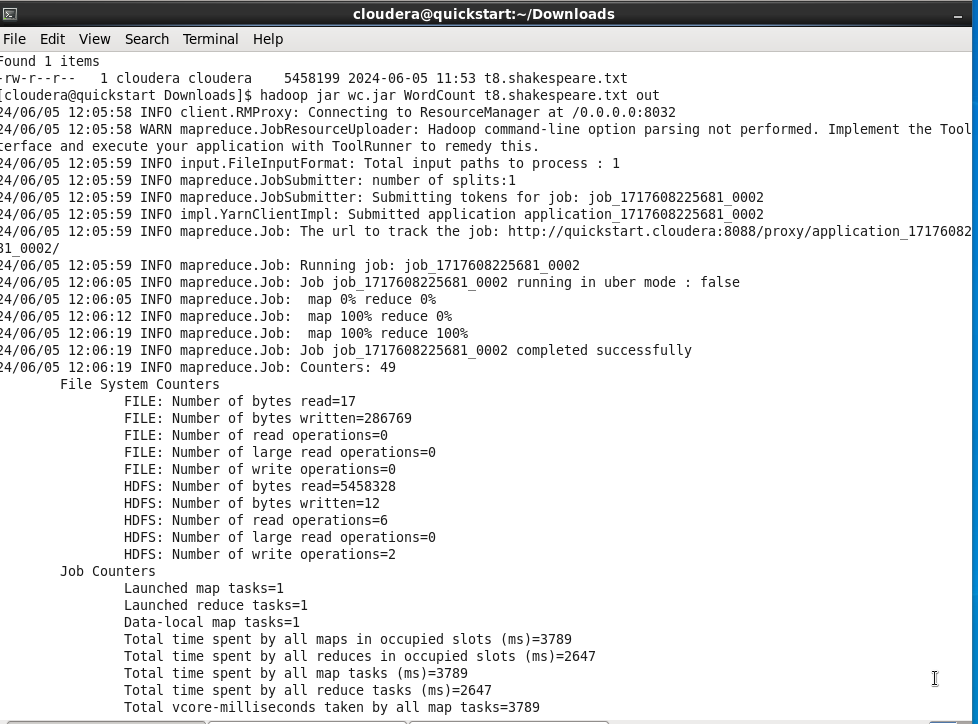 cloudera@quickstart:~/Downloads
File Edit View Search Terminal Help
Found 1 items
-rw-r--r-- 1 cloudera cloudera 5458199 2024-06-05 11:53 t8.shakespeare.txt
[cloudera@quickstart Downloads]$ hadoop jar wc.jar WordCount t8.shakespeare.txt out
24/06/05 12:05:58 INFO client.RMProxy: Connecting to ResourceManager at /0.0.0.0:8032
24/06/05 12:05:58 WARN mapreduce.JobResourceUploader: Hadoop command-line option parsing not performed. Implement the Tool
terface and execute your application with ToolRunner to remedy this.
24/06/05 12:05:59 INFO input.FileInputFormat: Total input paths to process : 1
24/06/05 12:05:59 INFO mapreduce.JobSubmitter: number of splits:1
24/06/05 12:05:59 INFO mapreduce.JobSubmitter: Submitting tokens for job: job_1717608225681_0002
24/06/05 12:05:59 INFO impl.YarnClientImpl: Submitted application application_1717608225681_0002
24/06/05 12:05:59 INFO mapreduce.Job: The url to track the job: http://quickstart.cloudera:8088/proxy/application_17176082
81_0002/
24/06/05 12:05:59 INFO mapreduce.Job: Running job: job_1717608225681_0002
24/06/05 12:06:05 INFO mapreduce.Job: Job job_1717608225681_0002 running in uber mode : false
24/06/05 12:06:05 INFO mapreduce.Job:  map 0% reduce 0%
24/06/05 12:06:12 INFO mapreduce.Job:  map 100% reduce 0%
24/06/05 12:06:19 INFO mapreduce.Job:  map 100% reduce 100%
24/06/05 12:06:19 INFO mapreduce.Job: Job job_1717608225681_0002 completed successfully
24/06/05 12:06:19 INFO mapreduce.Job: Counters: 49
File System Counters
FILE: Number of bytes read=17
FILE: Number of bytes written=286769
FILE: Number of read operations=0
FILE: Number of large read operations=0
FILE: Number of write operations=0
HDFS: Number of bytes read=5458328
HDFS: Number of bytes written=12
HDFS: Number of read operations=6
HDFS: Number of large read operations=0
HDFS: Number of write operations=2
Job Counters
Launched map tasks=1
Launched reduce tasks=1
Data-local map tasks=1
Total time spent by all maps in occupied slots (ms)=3789
Total time spent by all reduces in occupied slots (ms)=2647
Total time spent by all map tasks (ms)=3789
Total time spent by all reduce tasks (ms)=2647
Total vcore-milliseconds taken by all map tasks=3789